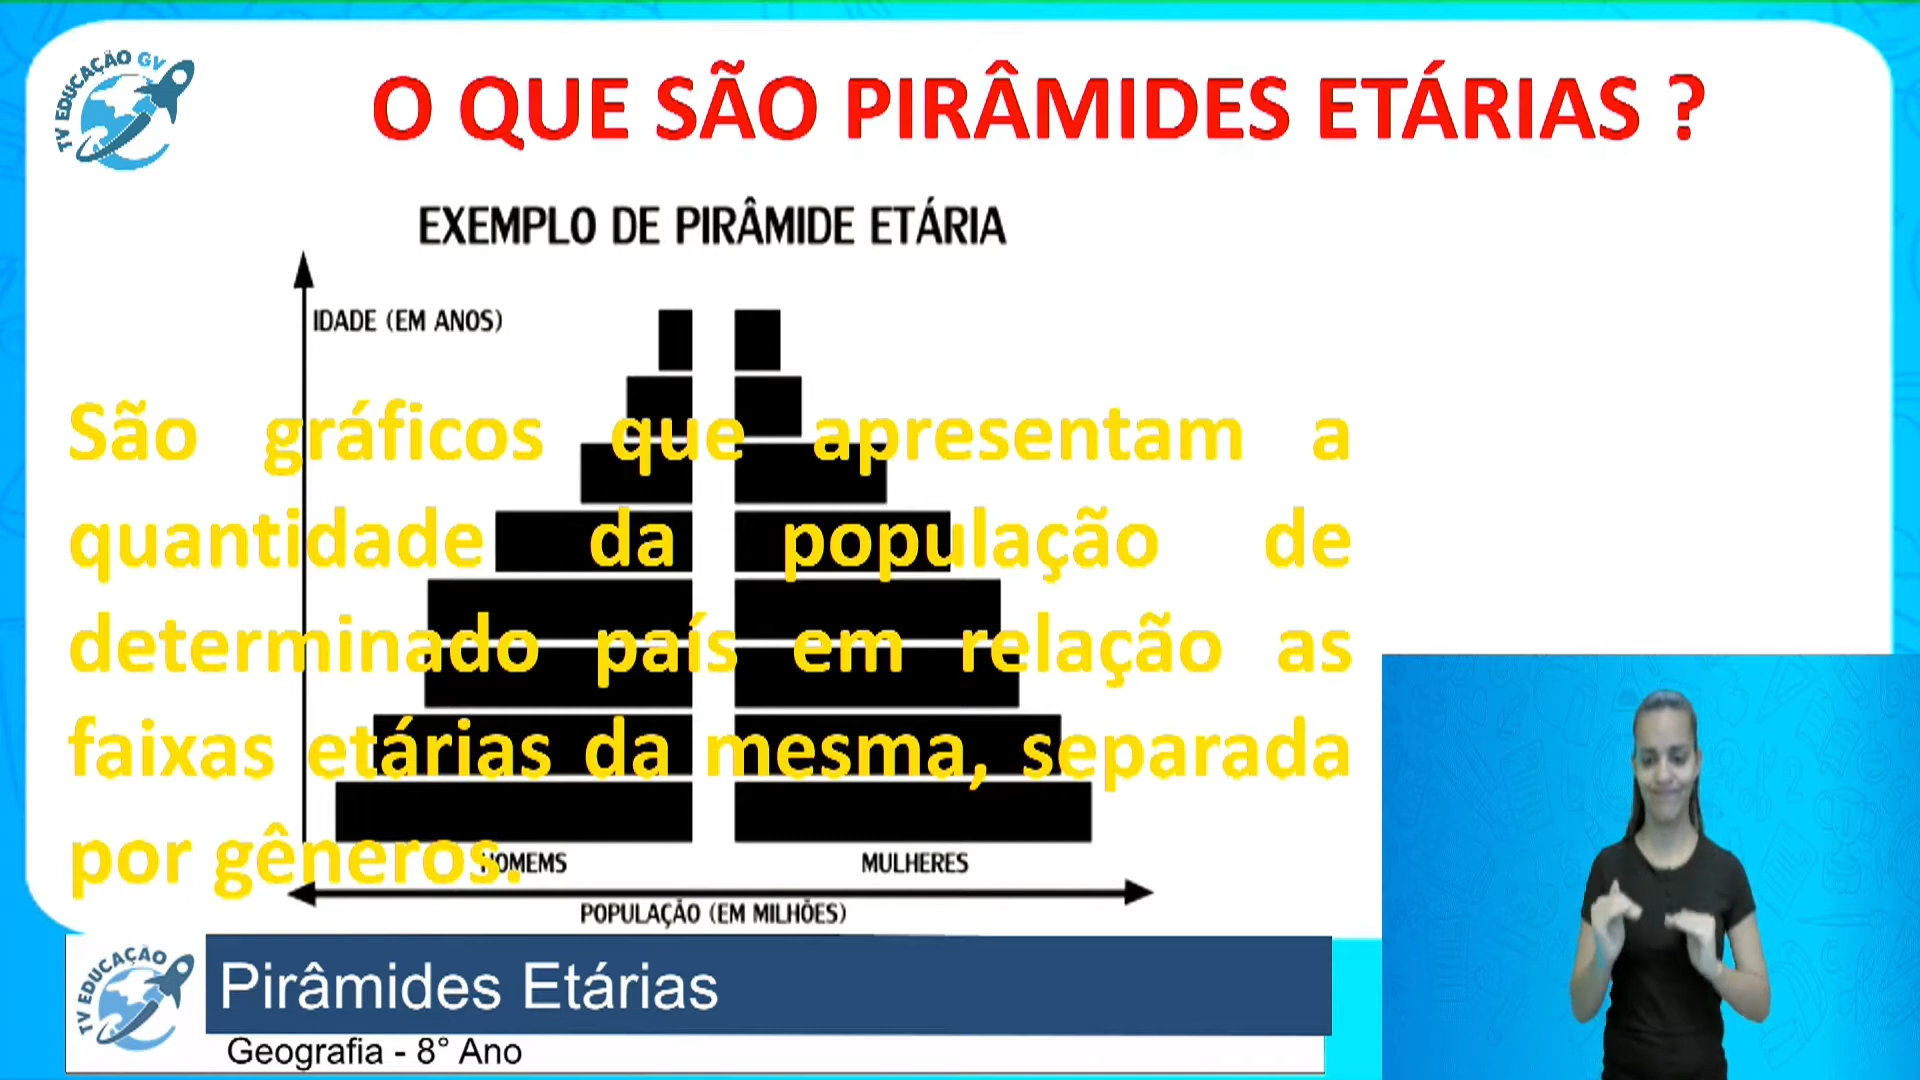 TV EDUCAÇÃO GV
O QUE SÃO PIRÂMIDES ETÁRIAS ?
EXEMPLO DE PIRÂMIDE ETÁRIA
IDADE (EM ANOS)
São gráficos que apresentam a
quantidade da população de
determinado país em relação as
faixas etárias da mesma, separada
por gêneros.
HOMEMS
MULHERES
POPULAÇÃO (EM MILHÕES)
TV EDUCAÇÃO
Pirâmides Etárias
Geografia - 8° Ano